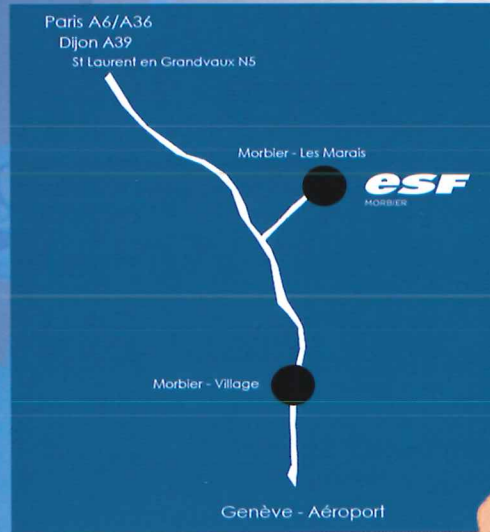 Paris A6/A36
Dijon A39
St Laurent en Grandvaux N5
Morbier - Les Marais
esf
MORBIER
Morbier - Village
Genève - Aéroport